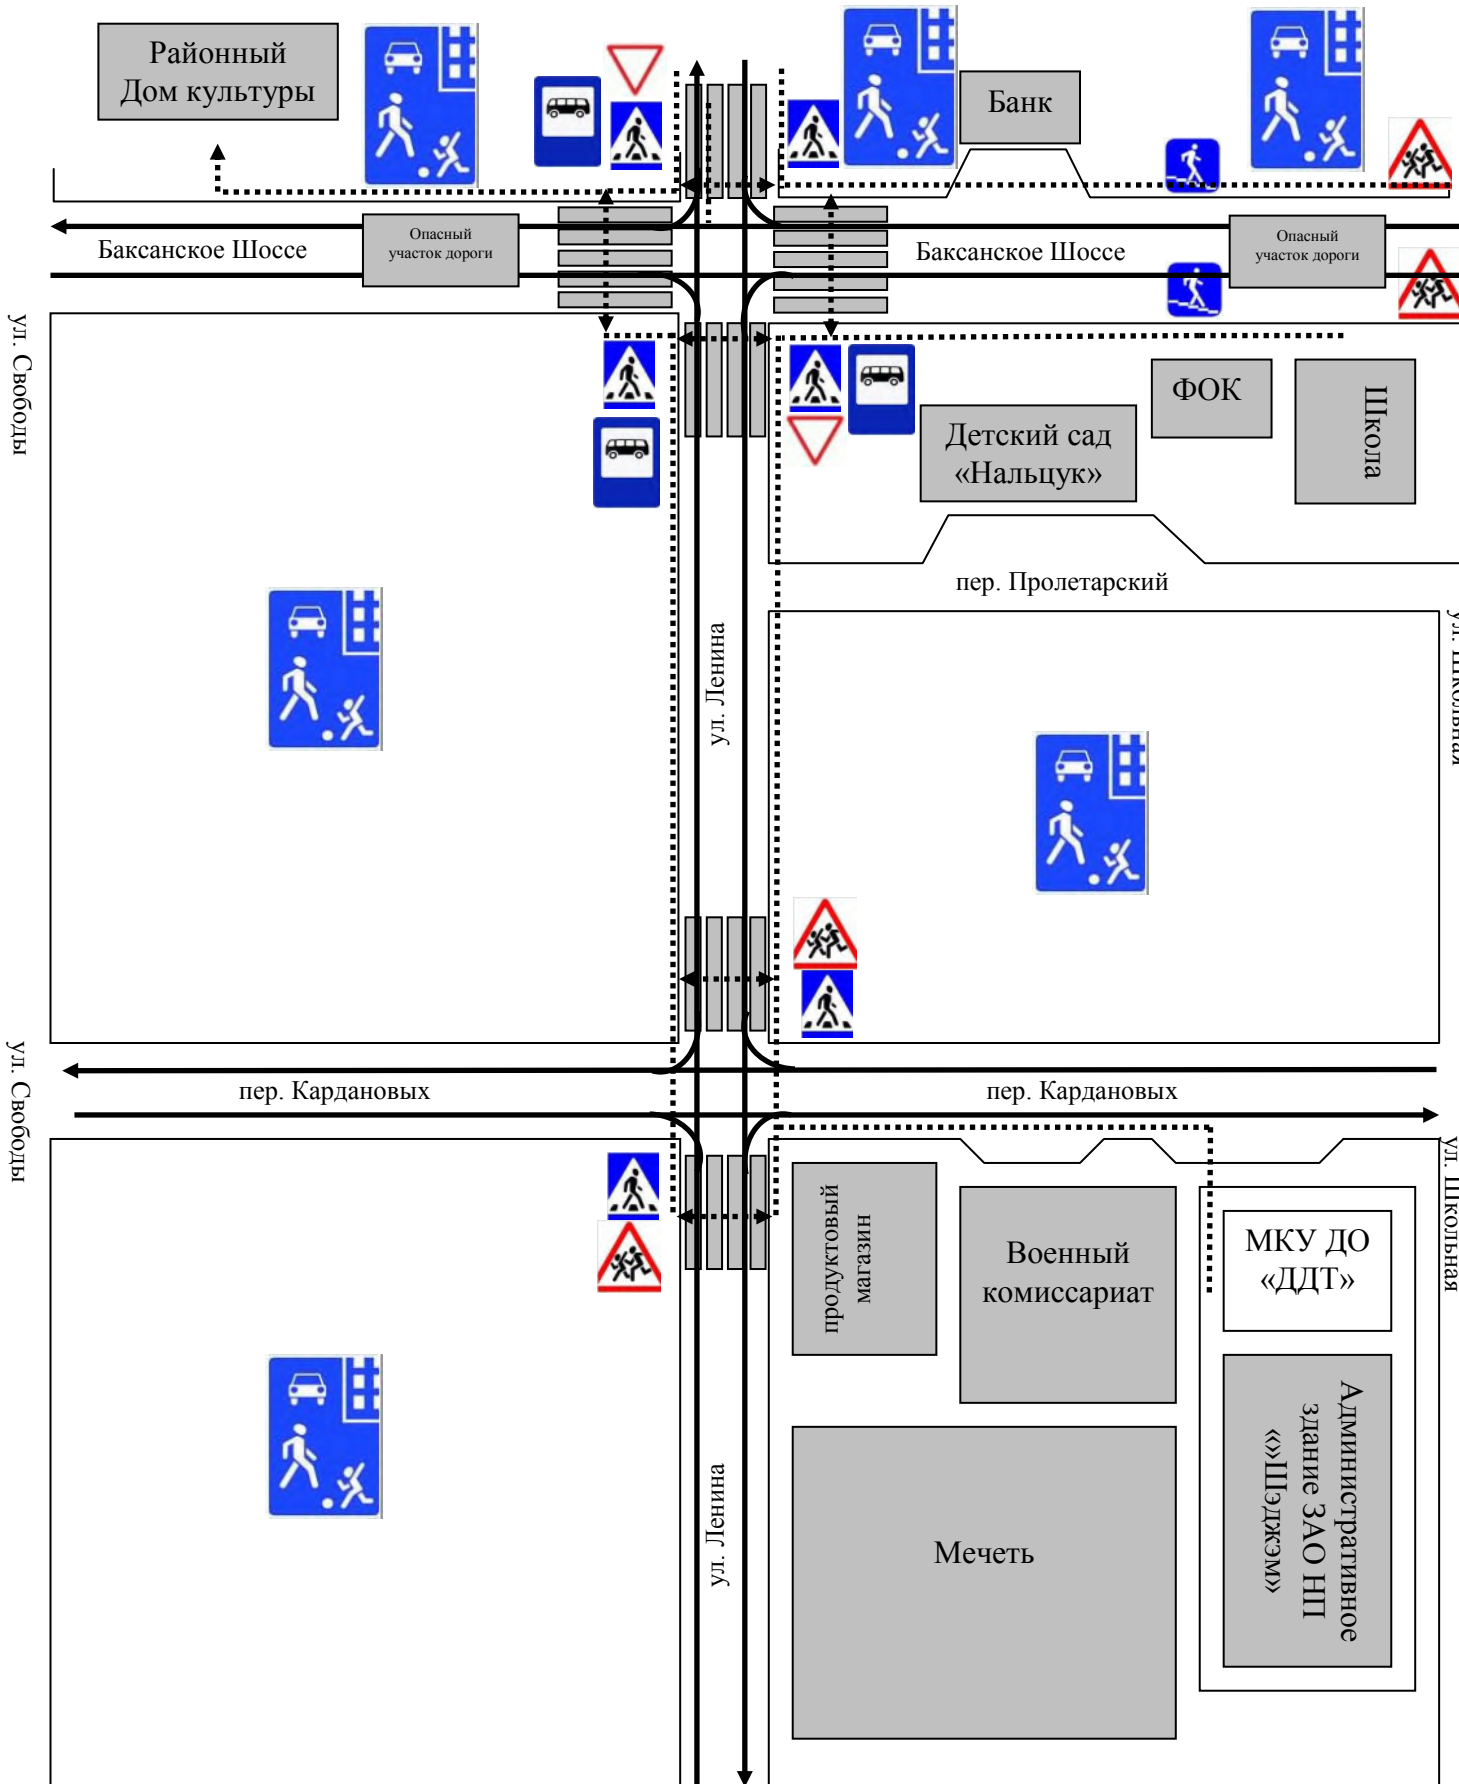 Районный
Дом культуры
Банк
Баксанское Шоссе
Опасный
участок дороги
Баксанское Шоссе
Опасный
участок дороги
ул. Свободы
ФОК
Школа
Детский сад
«Нальцук»
пер. Пролетарский
ул. Ленина
ул. Школьная
ул. Свободы
пер. Кардановых
пер. Кардановых
ул. Школьная
продуктовый
магазин
Военный
комиссариат
МКУ ДО
«ДДТ»
Административное
здание ЗАО НП
«»Шэджэм»
Мечеть
ул. Ленина